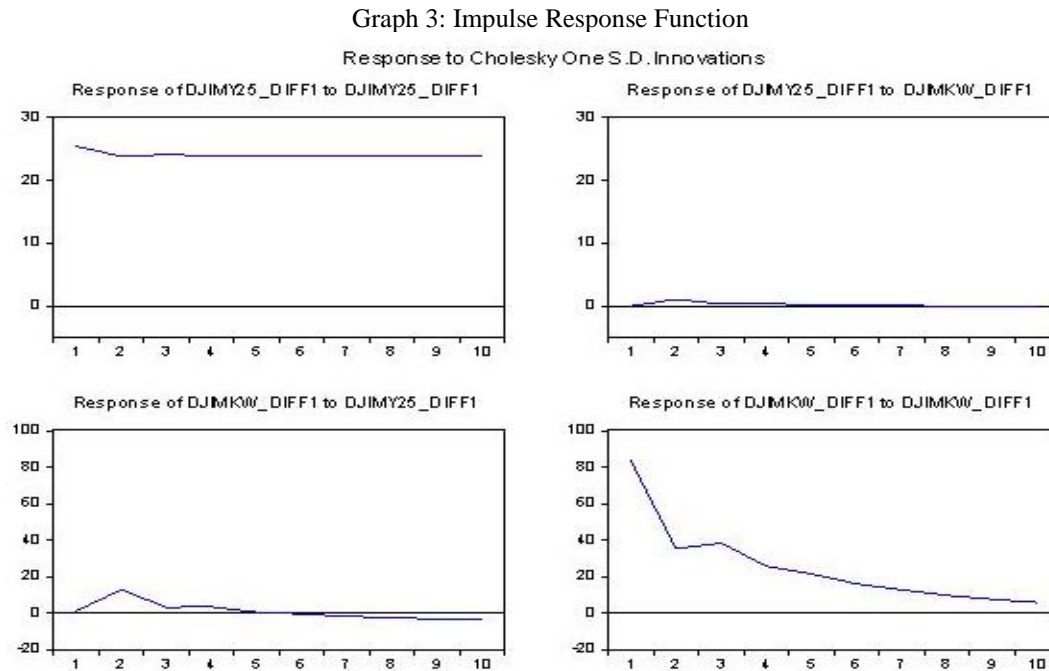 Graph 3: Impulse Response Function
Response to Cholesky One S.D. Innovations
Response of DJIMY25_DIFF1 to DJIMY25_DIFF1
30
20
10
0
1 2 3 4 5 6 7 8 9 10
Response of DJIMY25_DIFF1 to DJIMKW_DIFF1
30
20
10
0
1 2 3 4 5 6 7 8 9 10
Response of DJIMKW_DIFF1 to DJIMY25_DIFF1
100
80
60
40
20
0
-20
1 2 3 4 5 6 7 8 9 10
Response of DJIMKW_DIFF1 to DJIMKW_DIFF1
100
80
60
40
20
0
-20
1 2 3 4 5 6 7 8 9 10